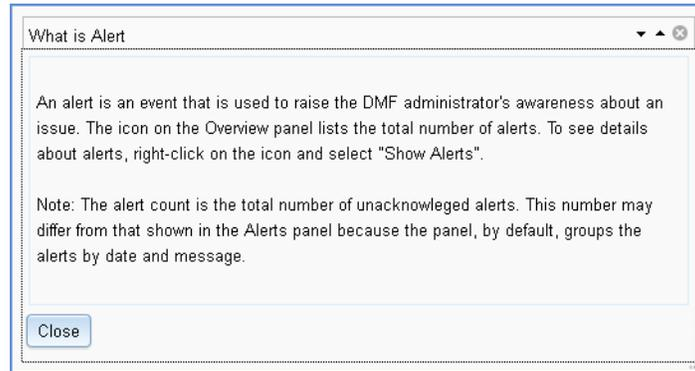 What is Alert
An alert is an event that is used to raise the DMF administrator's awareness about an
issue. The icon on the Overview panel lists the total number of alerts. To see details
about alerts, right-click on the icon and select "Show Alerts".
Note: The alert count is the total number of unacknowleged alerts. This number may
differ from that shown in the Alerts panel because the panel, by default, groups the
alerts by date and message.
Close